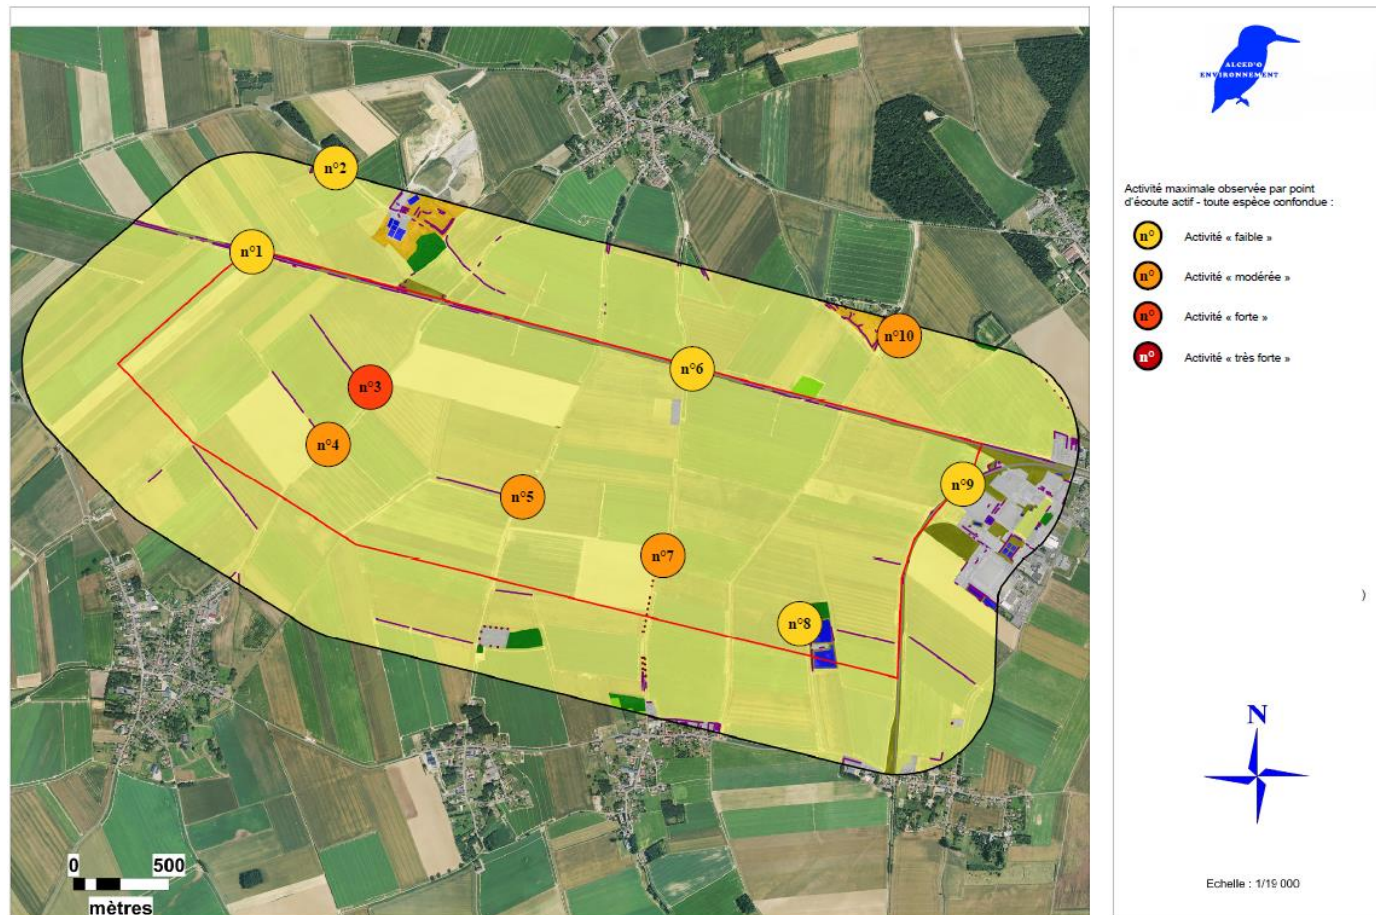 n°2
n°1
n°10
n°6
n°3
n°4
n°9
n°5
n°7
n°8
0 500
mètres
ALCED'O
ENVIRONNEMENT
Activité maximale observée par point
d'écoute actif - toute espèce confondue :
n° Activité « faible »
n° Activité « modérée »
n° Activité « forte »
n° Activité « très forte »
)
N
Echelle : 1/19 000